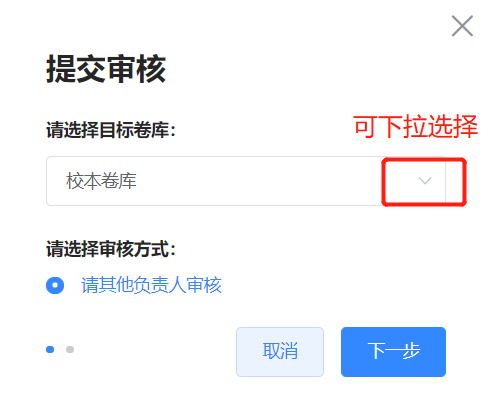 提交审核
可下拉选择
请选择目标卷库：
校本卷库
请选择审核方式：
请其他负责人审核
取消
下一步